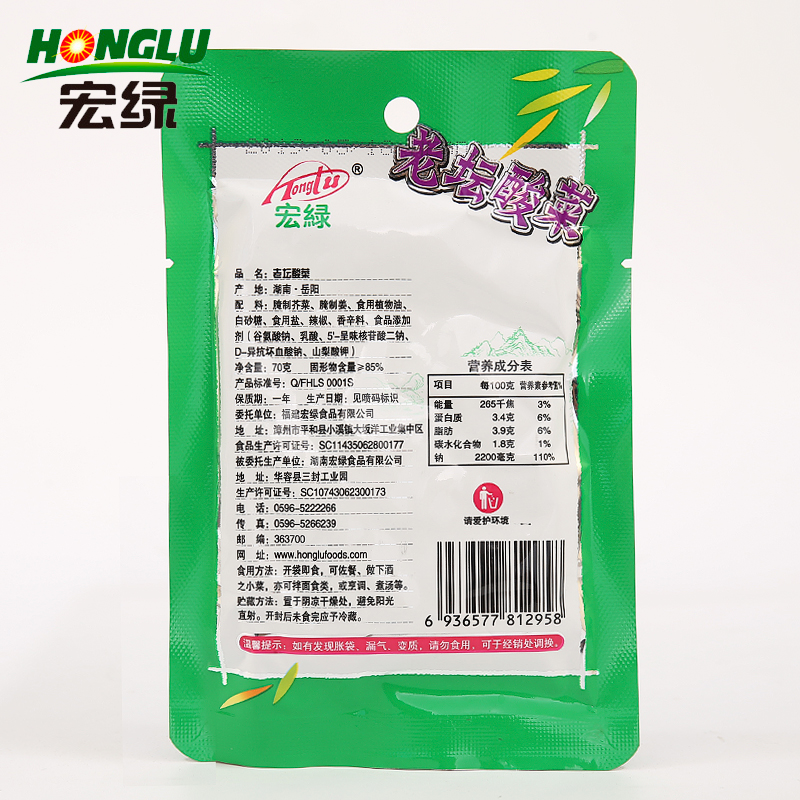 HONGLU
宏绿
老坛酸菜
Honglu ®
宏緑
品 名：老坛酸菜
产 地：湖南·岳阳
配 料：腌制芥菜、腌制姜、食用植物油、
白砂糖、食用盐、辣椒、香辛料、食品添加
剂（谷氨酸钠、乳酸、5'-呈味核苷酸二钠、
D-异抗坏血酸钠、山梨酸钾）
净含量：70克 固形物含量≥85%
产品标准号：Q/FHLS 0001S
保质期：一年 生产日期：见喷码标识
委托单位：福建宏绿食品有限公司
地 址：漳州市平和县小溪镇大坂洋工业集中区
食品生产许可证号：SC11435062800177
被委托生产单位：湖南宏绿食品有限公司
地 址：华容县三封工业园
生产许可证号：SC10743062300173
电 话：0596-5222266
传 真：0596-5266239
邮 编：363700
网 址：www.honglufoods.com
食用方法：开袋即食，可佐餐、做下酒
之小菜，亦可拌面食类，或烹调、煮汤等。
贮藏方法：置于阴凉干燥处，避免阳光
直射。开封后未食完应予冷藏。
温馨提示：如有发现胀袋、漏气、变质，请勿食用，可于经销处调换。
营养成分表
项目 每100克 营养素参考值%
能量 265千焦 3%
蛋白质 3.4克 6%
脂肪 3.9克 6%
碳水化合物 1.8克 1%
钠 2200毫克 110%
请爱护环境
6 936577 812958